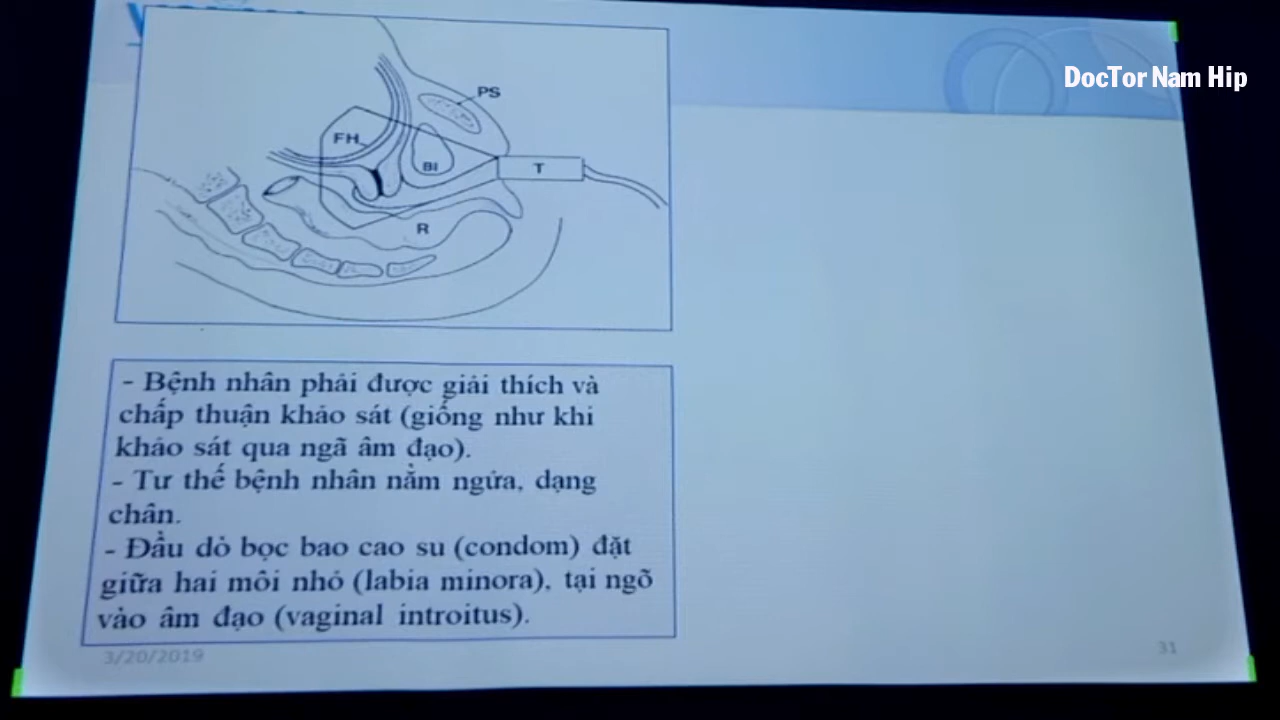 DocTor Nam Hip
PS
FH
BI
T
R
- Bệnh nhân phải được giải thích và
chấp thuận khảo sát (giống như khi
khảo sát qua ngã âm đạo).
- Tư thế bệnh nhân nằm ngửa, dạng
chân.
- Đầu dò bọc bao cao su (condom) đặt
giữa hai môi nhỏ (labia minora), tại ngõ
vào âm đạo (vaginal introitus).
3/20/2019
31